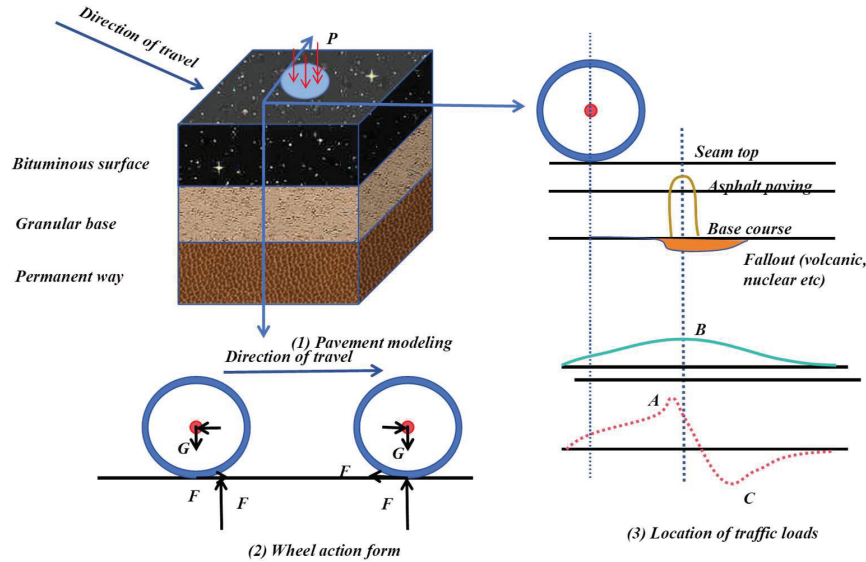 Direction of
travel
P
Bituminous surface
Granular base
Permanent way
(1) Pavement modeling
Direction of travel
G
G
F
F
F
F
(2) Wheel action form
Seam top
Asphalt paving
Base course
Fallout (volcanic,
nuclear etc)
B
A
C
(3) Location of traffic loads